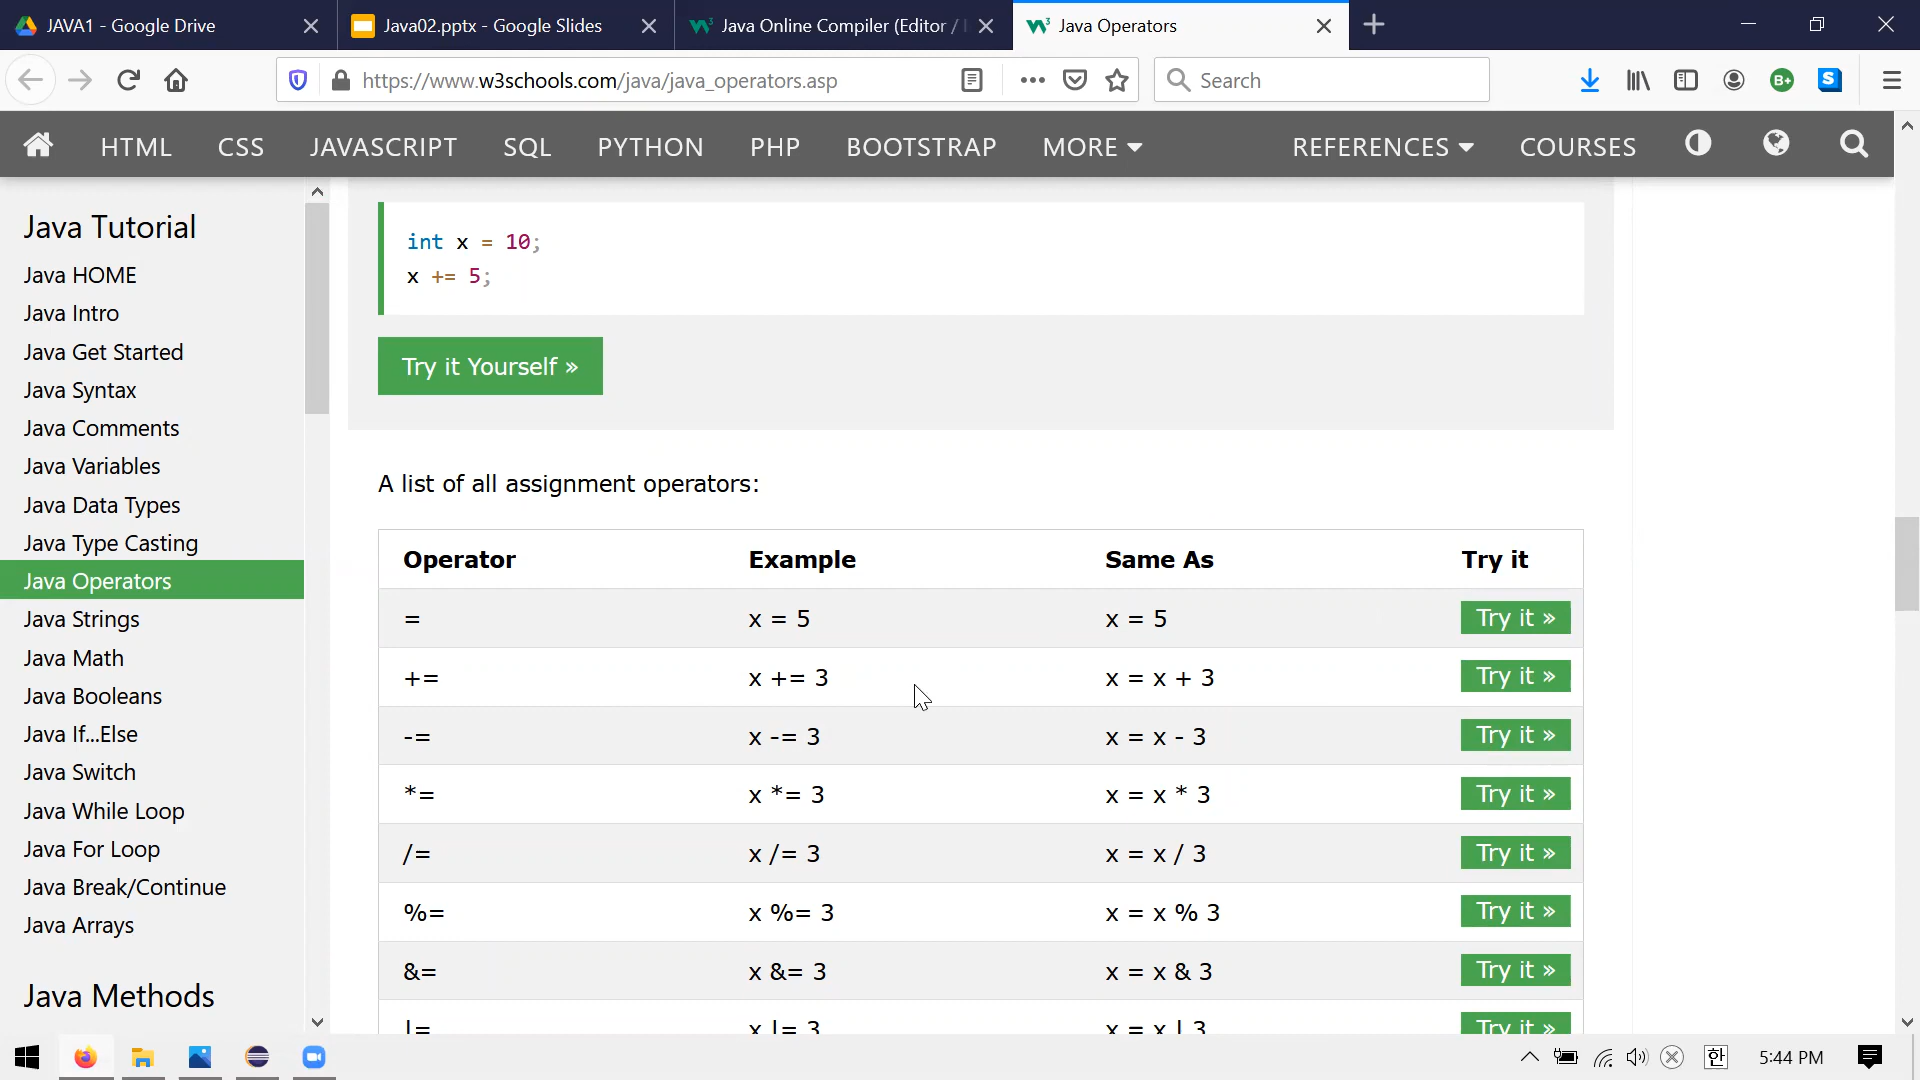 JAVA1 - Google Drive
Java02.pptx - Google Slides
Java Online Compiler (Editor /
Java Operators
https://www.w3schools.com/java/java_operators.asp
Search
HTML CSS JAVASCRIPT SQL PYTHON PHP BOOTSTRAP MORE REFERENCES COURSES
Java Tutorial
Java HOME
Java Intro
Java Get Started
Java Syntax
Java Comments
Java Variables
Java Data Types
Java Type Casting
Java Operators
Java Strings
Java Math
Java Booleans
Java If...Else
Java Switch
Java While Loop
Java For Loop
Java Break/Continue
Java Arrays
Java Methods
int x = 10;
x += 5;
Try it Yourself »
A list of all assignment operators:
Operator Example Same As Try it
= x = 5 x = 5 Try it »
+= x += 3 x = x + 3 Try it »
-= x -= 3 x = x - 3 Try it »
*= x *= 3 x = x * 3 Try it »
/= x /= 3 x = x / 3 Try it »
%= x %= 3 x = x % 3 Try it »
&= x &= 3 x = x & 3 Try it »
|= x |= 3 x = x | 3 Try it »
한 5:44 PM